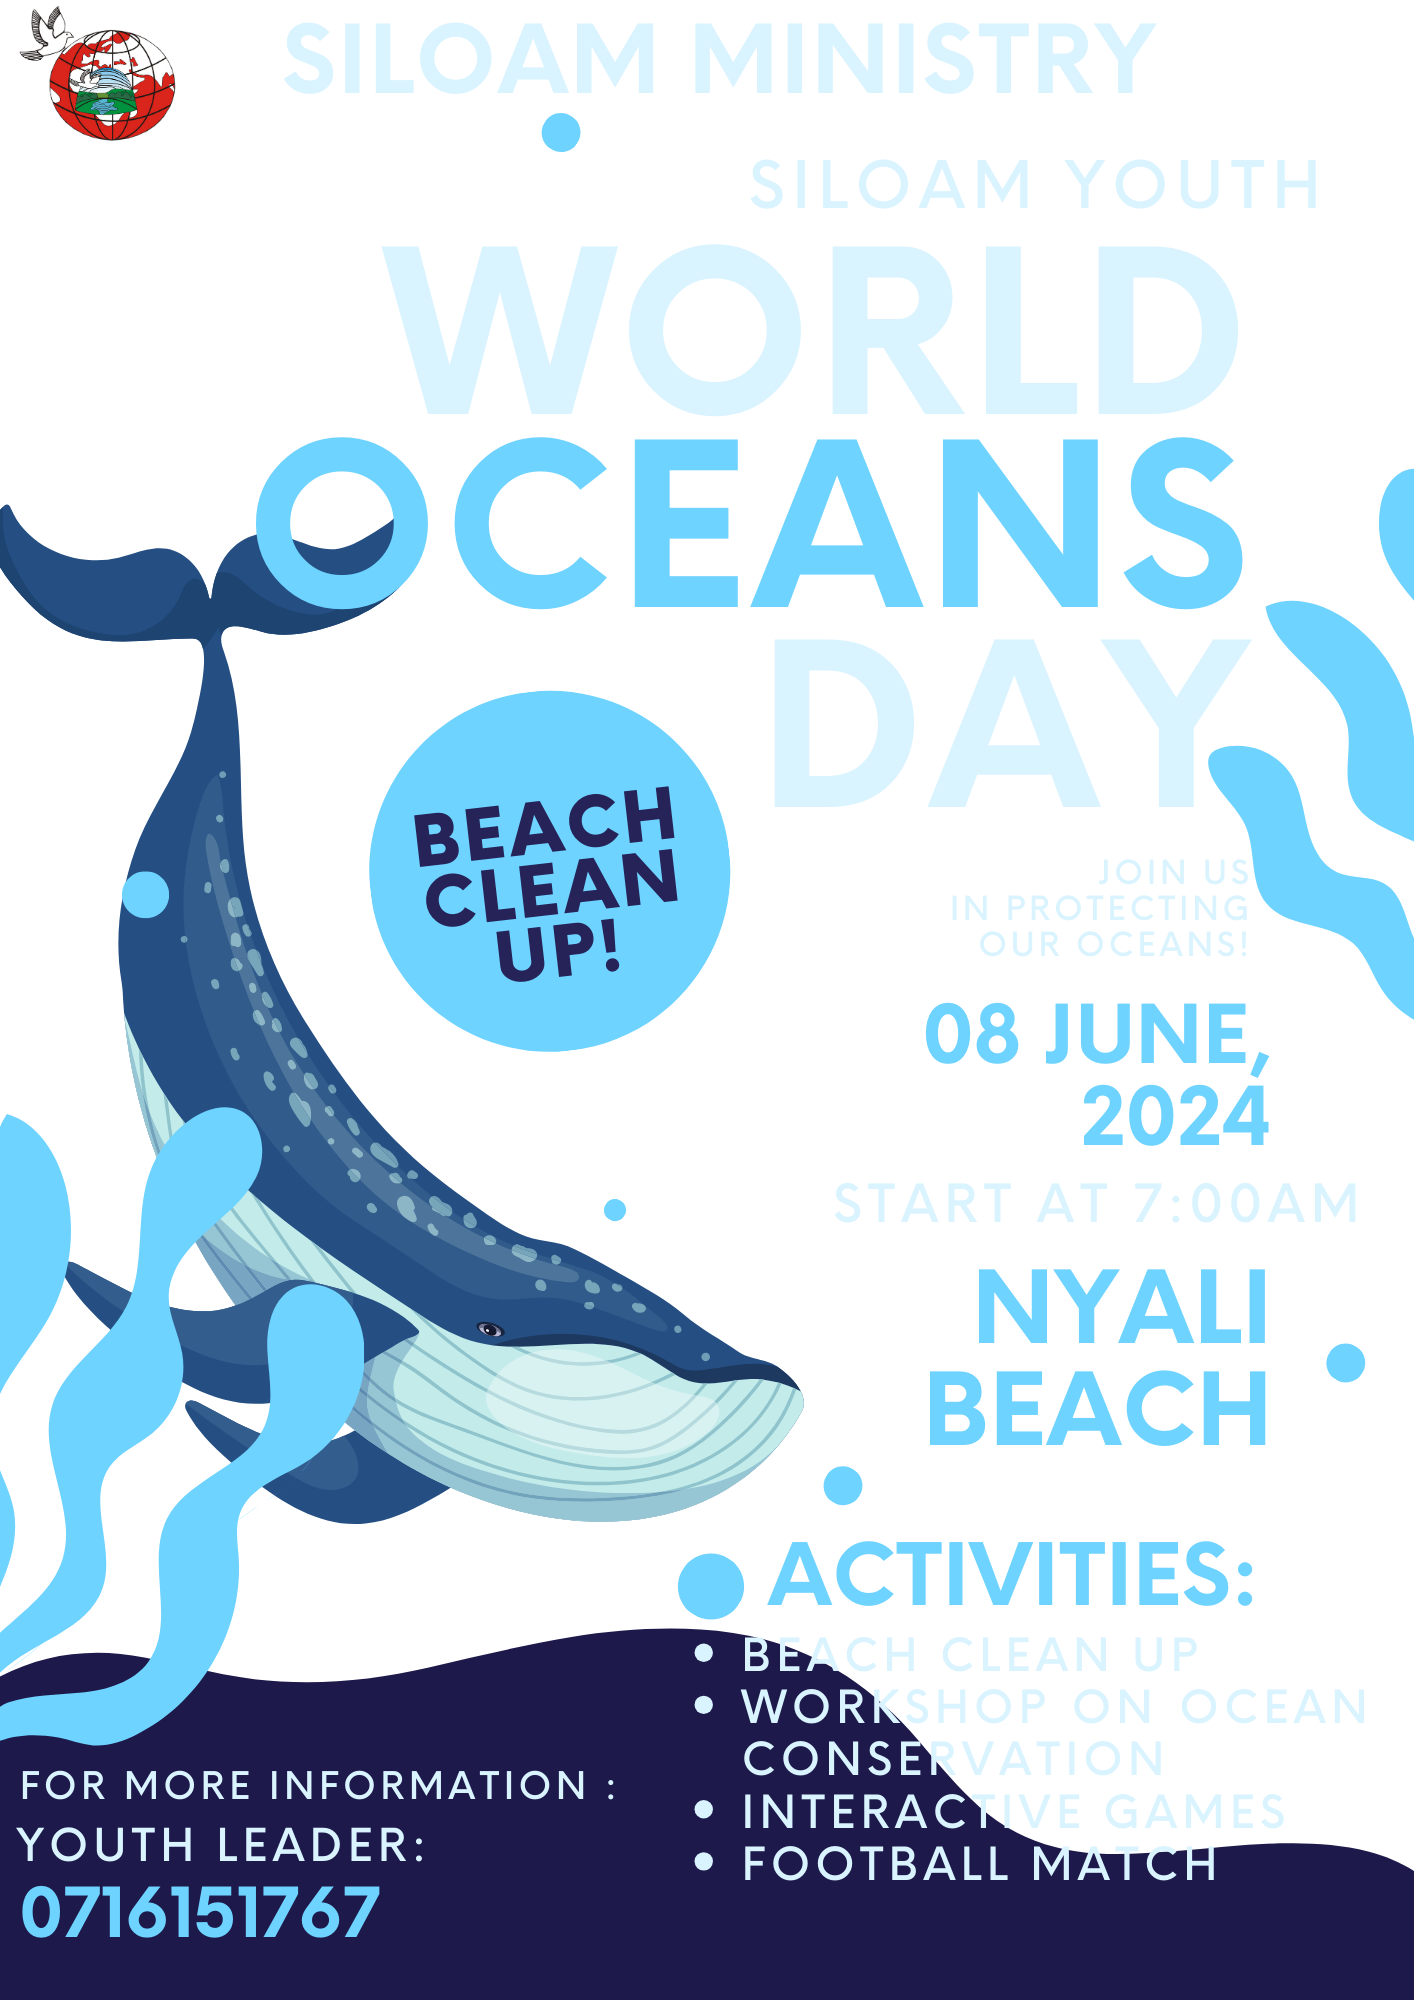 SILOAM MINISTRY
SILOAM YOUTH
WORLD
OCEANS
DAY
BEACH
CLEAN
UP!
JOIN US
IN PROTECTING
OUR OCEANS!
08 JUNE,
2024
START AT 7:00AM
NYALI
BEACH
ACTIVITIES:
• BEACH CLEAN UP
• WORKSHOP ON OCEAN
CONSERVATION
• INTERACTIVE GAMES
• FOOTBALL MATCH
FOR MORE INFORMATION :
YOUTH LEADER:
0716151767